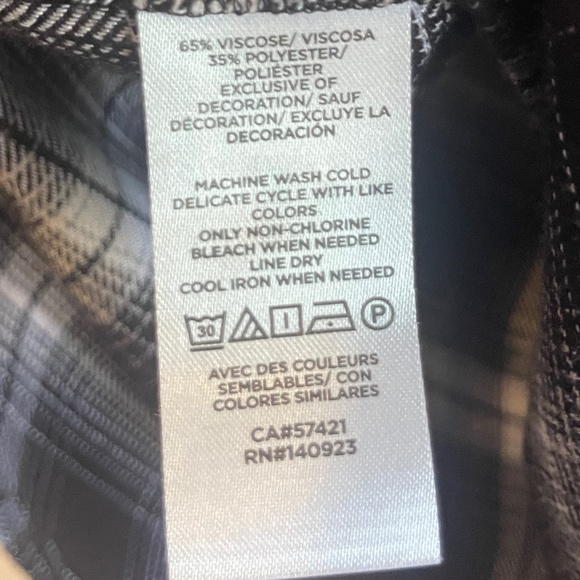 65% VISCOSE/ VISCOSA
35% POLYESTER/
POLIÉSTER
EXCLUSIVE OF
DECORATION/ SAUF
DÉCORATION/ EXCLUYE LA
DECORACIÓN
MACHINE WASH COLD
DELICATE CYCLE WITH LIKE
COLORS
ONLY NON-CHLORINE
BLEACH WHEN NEEDED
LINE DRY
COOL IRON WHEN NEEDED
30 P
AVEC DES COULEURS
SEMBLABLES/ CON
COLORES SIMILARES
CA#57421
RN#140923